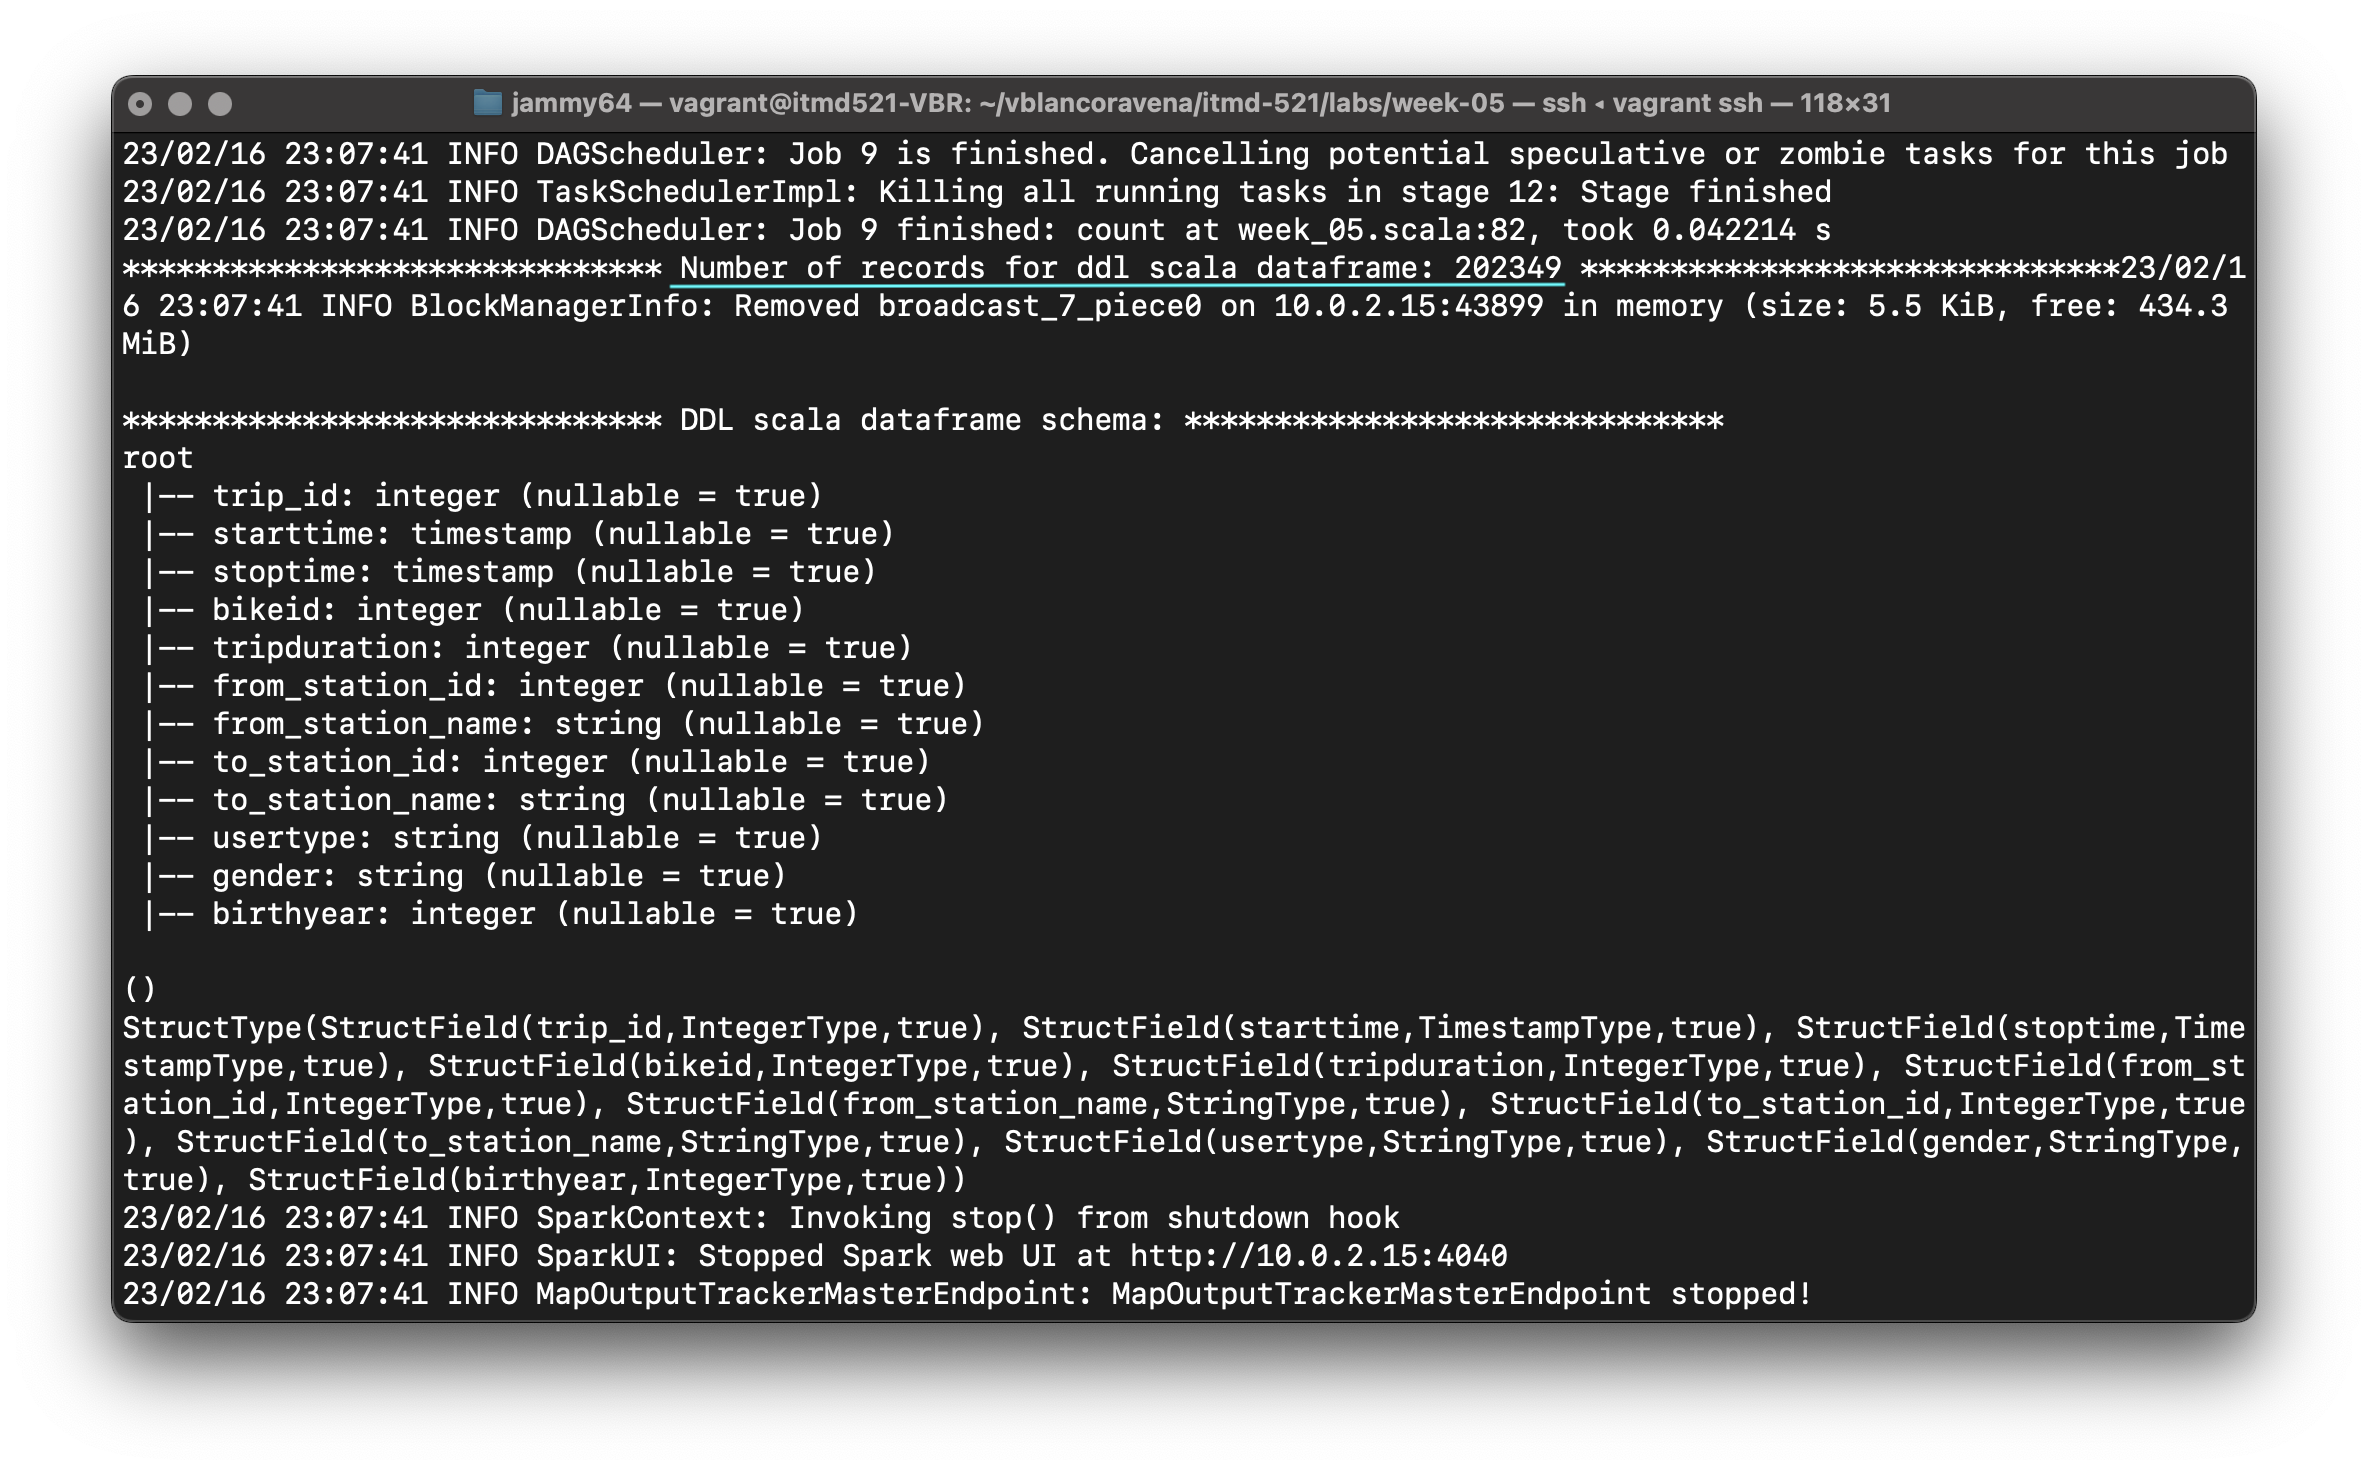 jammy64 — vagrant@itmd521-VBR: ~/vblancoravena/itmd-521/labs/week-05 — ssh ◂ vagrant ssh — 118×31
23/02/16 23:07:41 INFO DAGScheduler: Job 9 is finished. Cancelling potential speculative or zombie tasks for this job
23/02/16 23:07:41 INFO TaskSchedulerImpl: Killing all running tasks in stage 12: Stage finished
23/02/16 23:07:41 INFO DAGScheduler: Job 9 finished: count at week_05.scala:82, took 0.042214 s
****************************** Number of records for ddl scala dataframe: 202349 ******************************23/02/1
6 23:07:41 INFO BlockManagerInfo: Removed broadcast_7_piece0 on 10.0.2.15:43899 in memory (size: 5.5 KiB, free: 434.3
MiB)
****************************** DDL scala dataframe schema: ******************************
root
 |-- trip_id: integer (nullable = true)
 |-- starttime: timestamp (nullable = true)
 |-- stoptime: timestamp (nullable = true)
 |-- bikeid: integer (nullable = true)
 |-- tripduration: integer (nullable = true)
 |-- from_station_id: integer (nullable = true)
 |-- from_station_name: string (nullable = true)
 |-- to_station_id: integer (nullable = true)
 |-- to_station_name: string (nullable = true)
 |-- usertype: string (nullable = true)
 |-- gender: string (nullable = true)
 |-- birthyear: integer (nullable = true)
()
StructType(StructField(trip_id,IntegerType,true), StructField(starttime,TimestampType,true), StructField(stoptime,Time
stampType,true), StructField(bikeid,IntegerType,true), StructField(tripduration,IntegerType,true), StructField(from_st
ation_id,IntegerType,true), StructField(from_station_name,StringType,true), StructField(to_station_id,IntegerType,true
), StructField(to_station_name,StringType,true), StructField(usertype,StringType,true), StructField(gender,StringType,
true), StructField(birthyear,IntegerType,true))
23/02/16 23:07:41 INFO SparkContext: Invoking stop() from shutdown hook
23/02/16 23:07:41 INFO SparkUI: Stopped Spark web UI at http://10.0.2.15:4040
23/02/16 23:07:41 INFO MapOutputTrackerMasterEndpoint: MapOutputTrackerMasterEndpoint stopped!